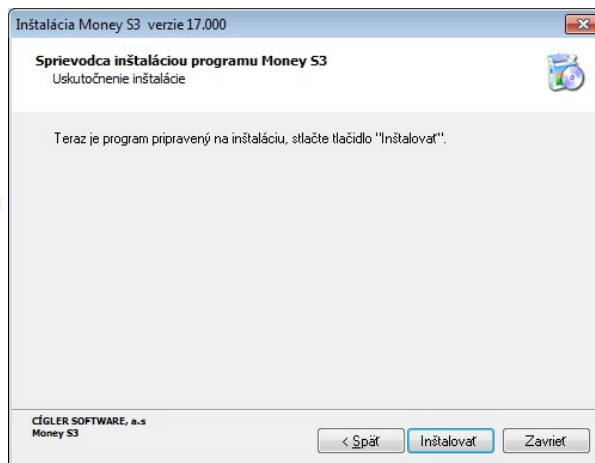 Inštalácia Money S3 verzie 17.000
Sprievodca inštaláciou programu Money S3
Uskutočnenie inštalácie
Teraz je program pripravený na inštaláciu, stlačte tlačidlo "Inštalovať".
CÍGLER SOFTWARE, a.s
Money S3
< Späť Inštalovať Zavrieť